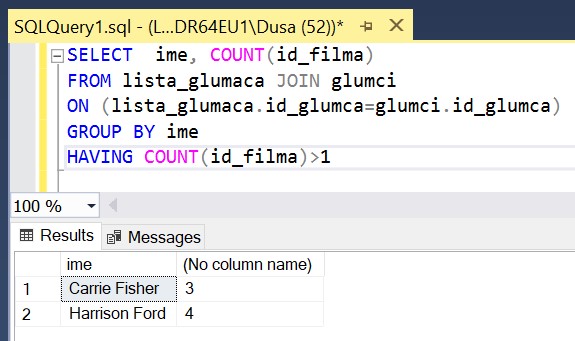 SQLQuery1.sql - (L...DR64EU1\Dusa (52))*
SELECT  ime, COUNT(id_filma)
FROM lista_glumaca JOIN glumci
ON (lista_glumaca.id_glumca=glumci.id_glumca)
GROUP BY ime
HAVING COUNT(id_filma)>1
100 %
Results Messages
ime (No column name)
1 Carrie Fisher 3
2 Harrison Ford 4